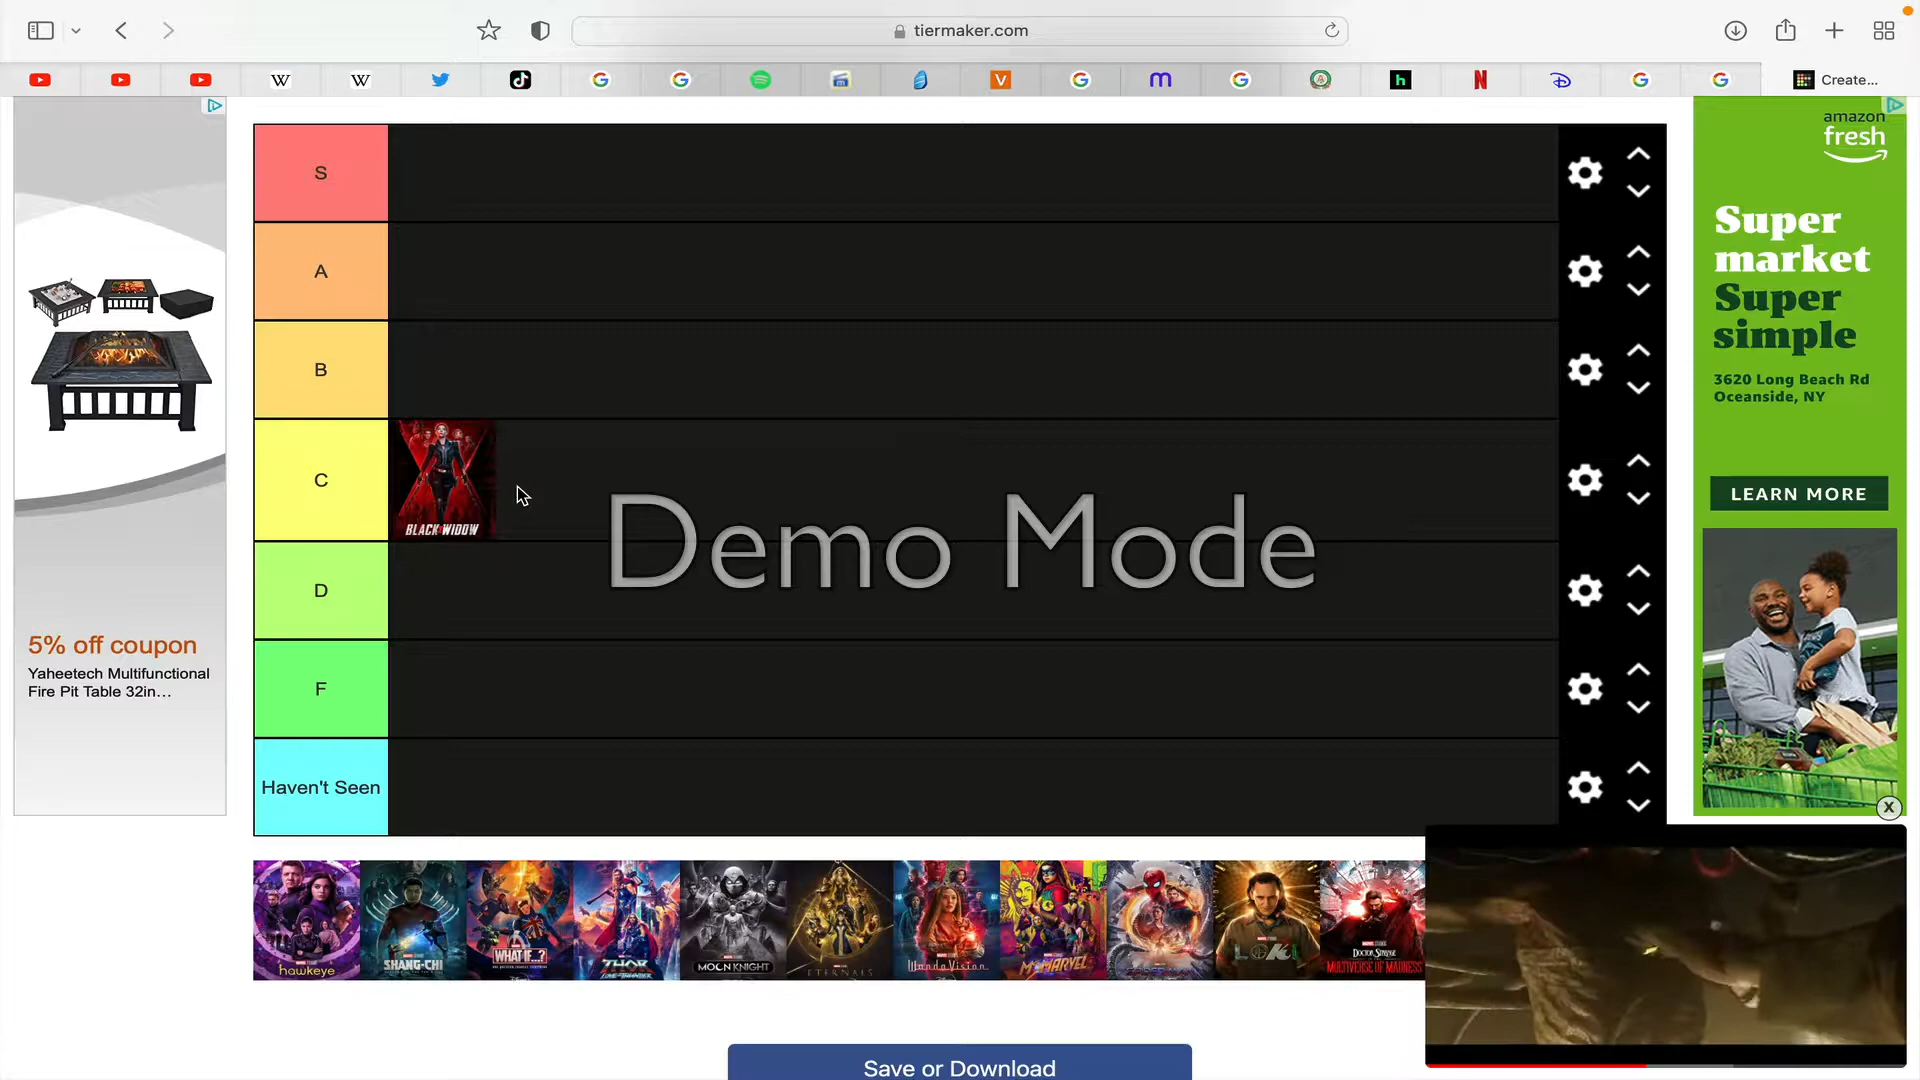 tiermaker.com
Create...
S
A
B
C
BLACK WIDOW
D
F
Haven't Seen
Demo Mode
5% off coupon
Yaheetech Multifunctional
Fire Pit Table 32in...
amazon
fresh
Super
market
Super
simple
3620 Long Beach Rd
Oceanside, NY
LEARN MORE
X
hawkeye
SHANG-CHI
WHAT IF...?
THOR
MOON KNIGHT
ETERNALS
WandaVision
MS. MARVEL
LOKI
DOCTOR STRANGE
MULTIVERSE OF MADNESS
Save or Download